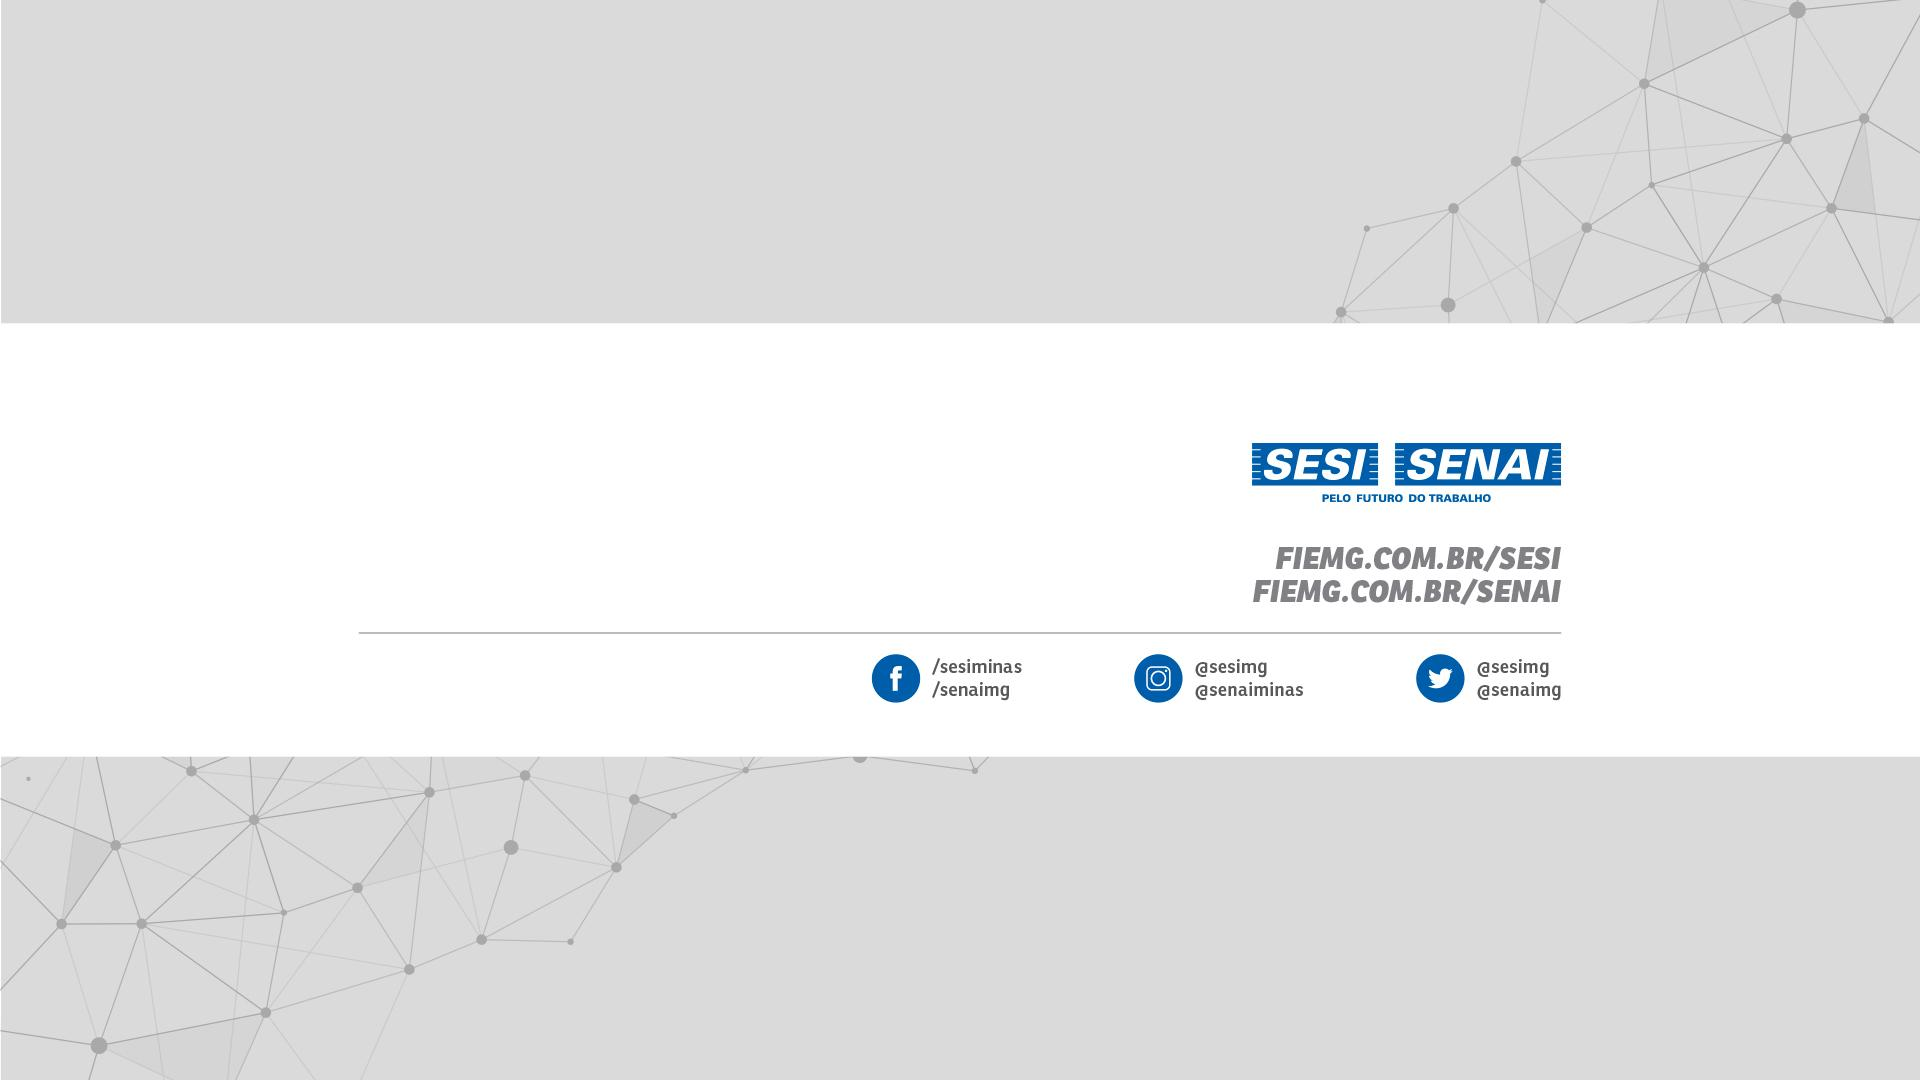 SESI SENAI
PELO FUTURO DO TRABALHO
FIEMG.COM.BR/SESI
FIEMG.COM.BR/SENAI
/sesiminas
/senaimg
@sesimg
@senaiminas
@sesimg
@senaimg